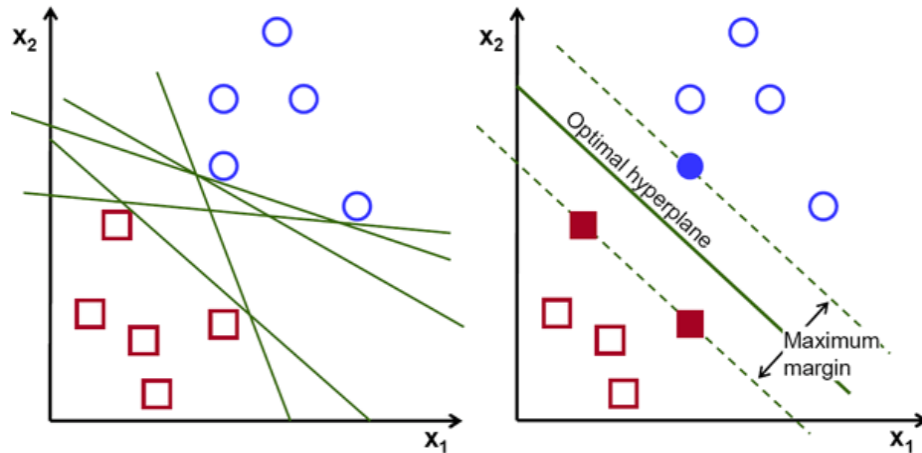 x₂
x₁
x₂
Optimal hyperplane
Maximum
margin
x₁